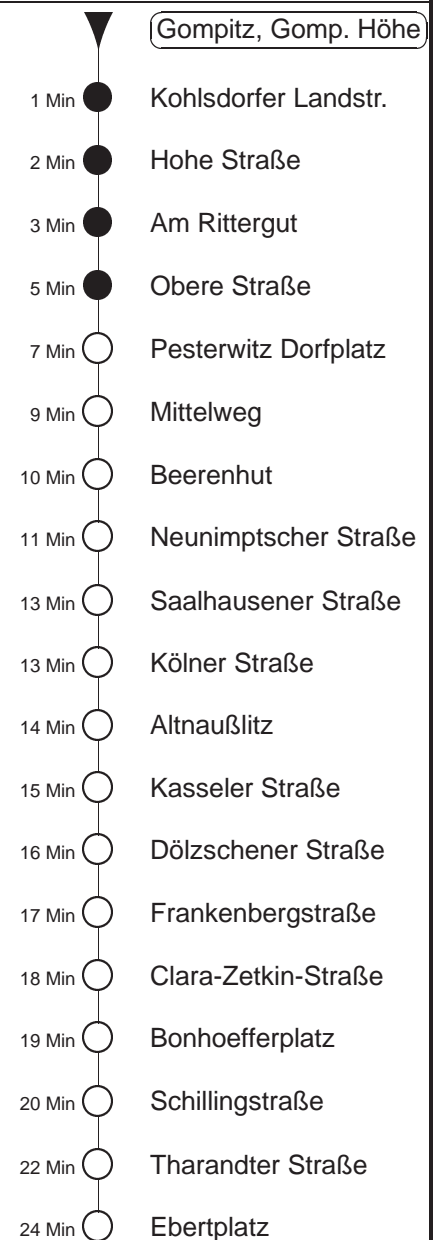 Gompitz, Gomp. Höhe
1 Min Kohlsdorfer Landstr.
2 Min Hohe Straße
3 Min Am Rittergut
5 Min Obere Straße
7 Min Pesterwitz Dorfplatz
9 Min Mittelweg
10 Min Beerenhut
11 Min Neunimptscher Straße
13 Min Saalhausener Straße
13 Min Kölner Straße
14 Min Altnaußlitz
15 Min Kasseler Straße
16 Min Dölzschener Straße
17 Min Frankenbergstraße
18 Min Clara-Zetkin-Straße
19 Min Bonhoefferplatz
20 Min Schillingstraße
22 Min Tharandter Straße
24 Min Ebertplatz